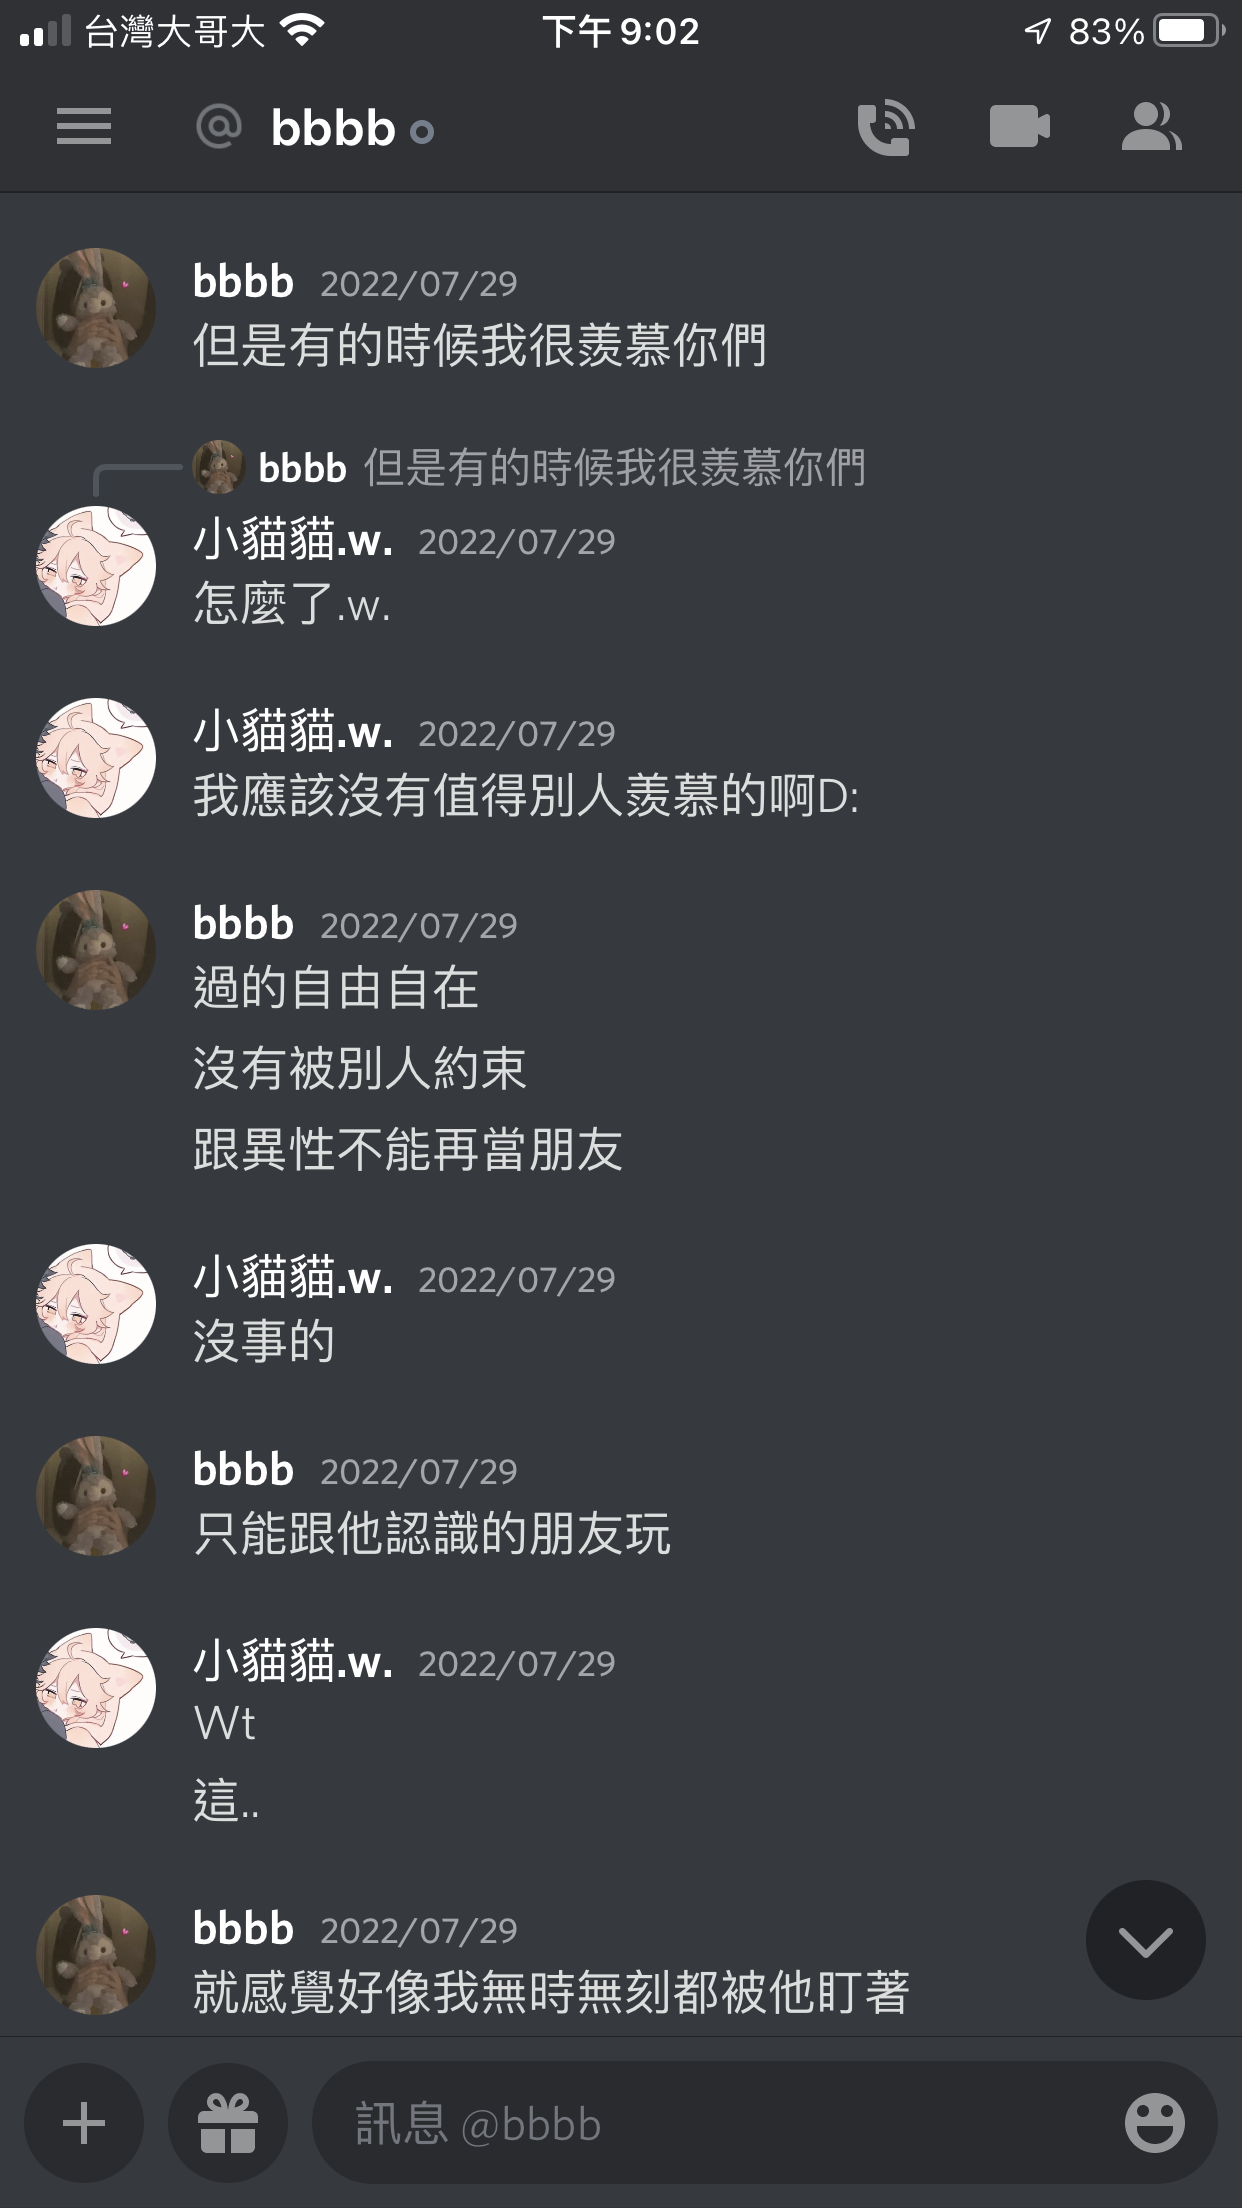 台灣大哥大 下午 9:02 83%
@ bbbb
bbbb 2022/07/29
但是有的時候我很羨慕你們
bbbb 但是有的時候我很羨慕你們
小貓貓.w. 2022/07/29
怎麼了.w.
小貓貓.w. 2022/07/29
我應該沒有值得別人羨慕的啊D:
bbbb 2022/07/29
過的自由自在
沒有被別人約束
跟異性不能再當朋友
小貓貓.w. 2022/07/29
沒事的
bbbb 2022/07/29
只能跟他認識的朋友玩
小貓貓.w. 2022/07/29
Wt
這..
bbbb 2022/07/29
就感覺好像我無時無刻都被他盯著
訊息 @bbbb